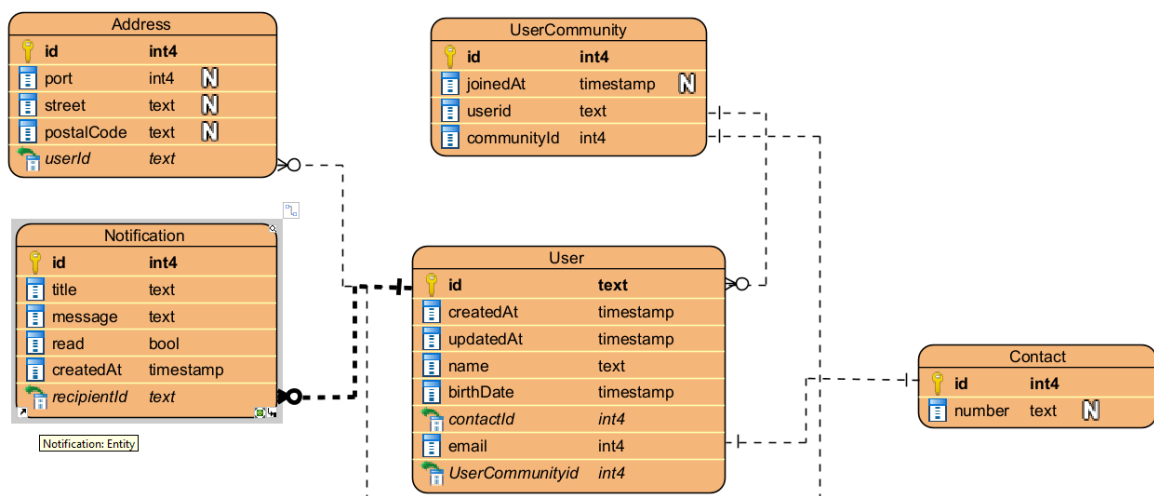 Address
id int4
port int4 N
street text N
postalCode text N
userId text
UserCommunity
id int4
joinedAt timestamp N
userid text
communityId int4
Notification
id int4
title text
message text
read bool
createdAt timestamp
recipientId text
Notification: Entity
User
id text
createdAt timestamp
updatedAt timestamp
name text
birthDate timestamp
contactId int4
email int4
UserCommunityid int4
Contact
id int4
number text N